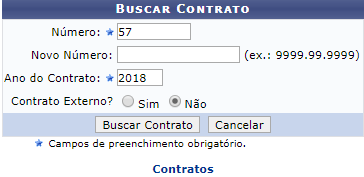 Buscar Contrato
Número: 57
Novo Número: (ex.: 9999.99.9999)
Ano do Contrato: 2018
Contrato Externo? Sim Não
Buscar Contrato Cancelar
Campos de preenchimento obrigatório.
Contratos